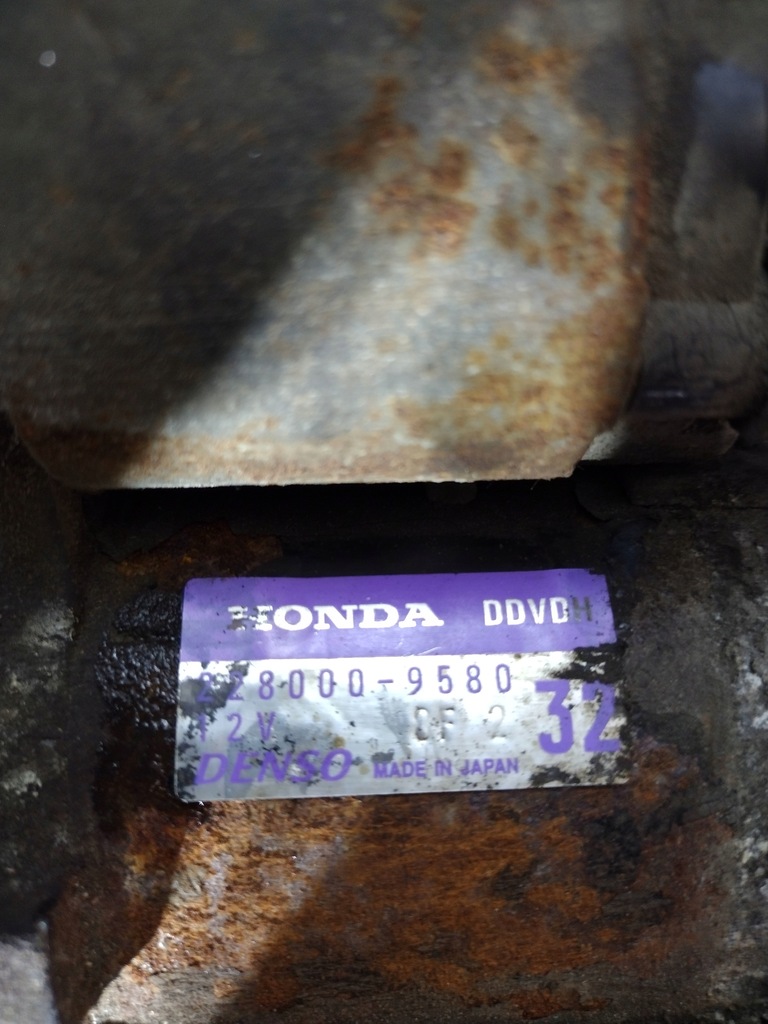 HONDA DDVDH
228000-9580
12V 32
DENSO MADE IN JAPAN